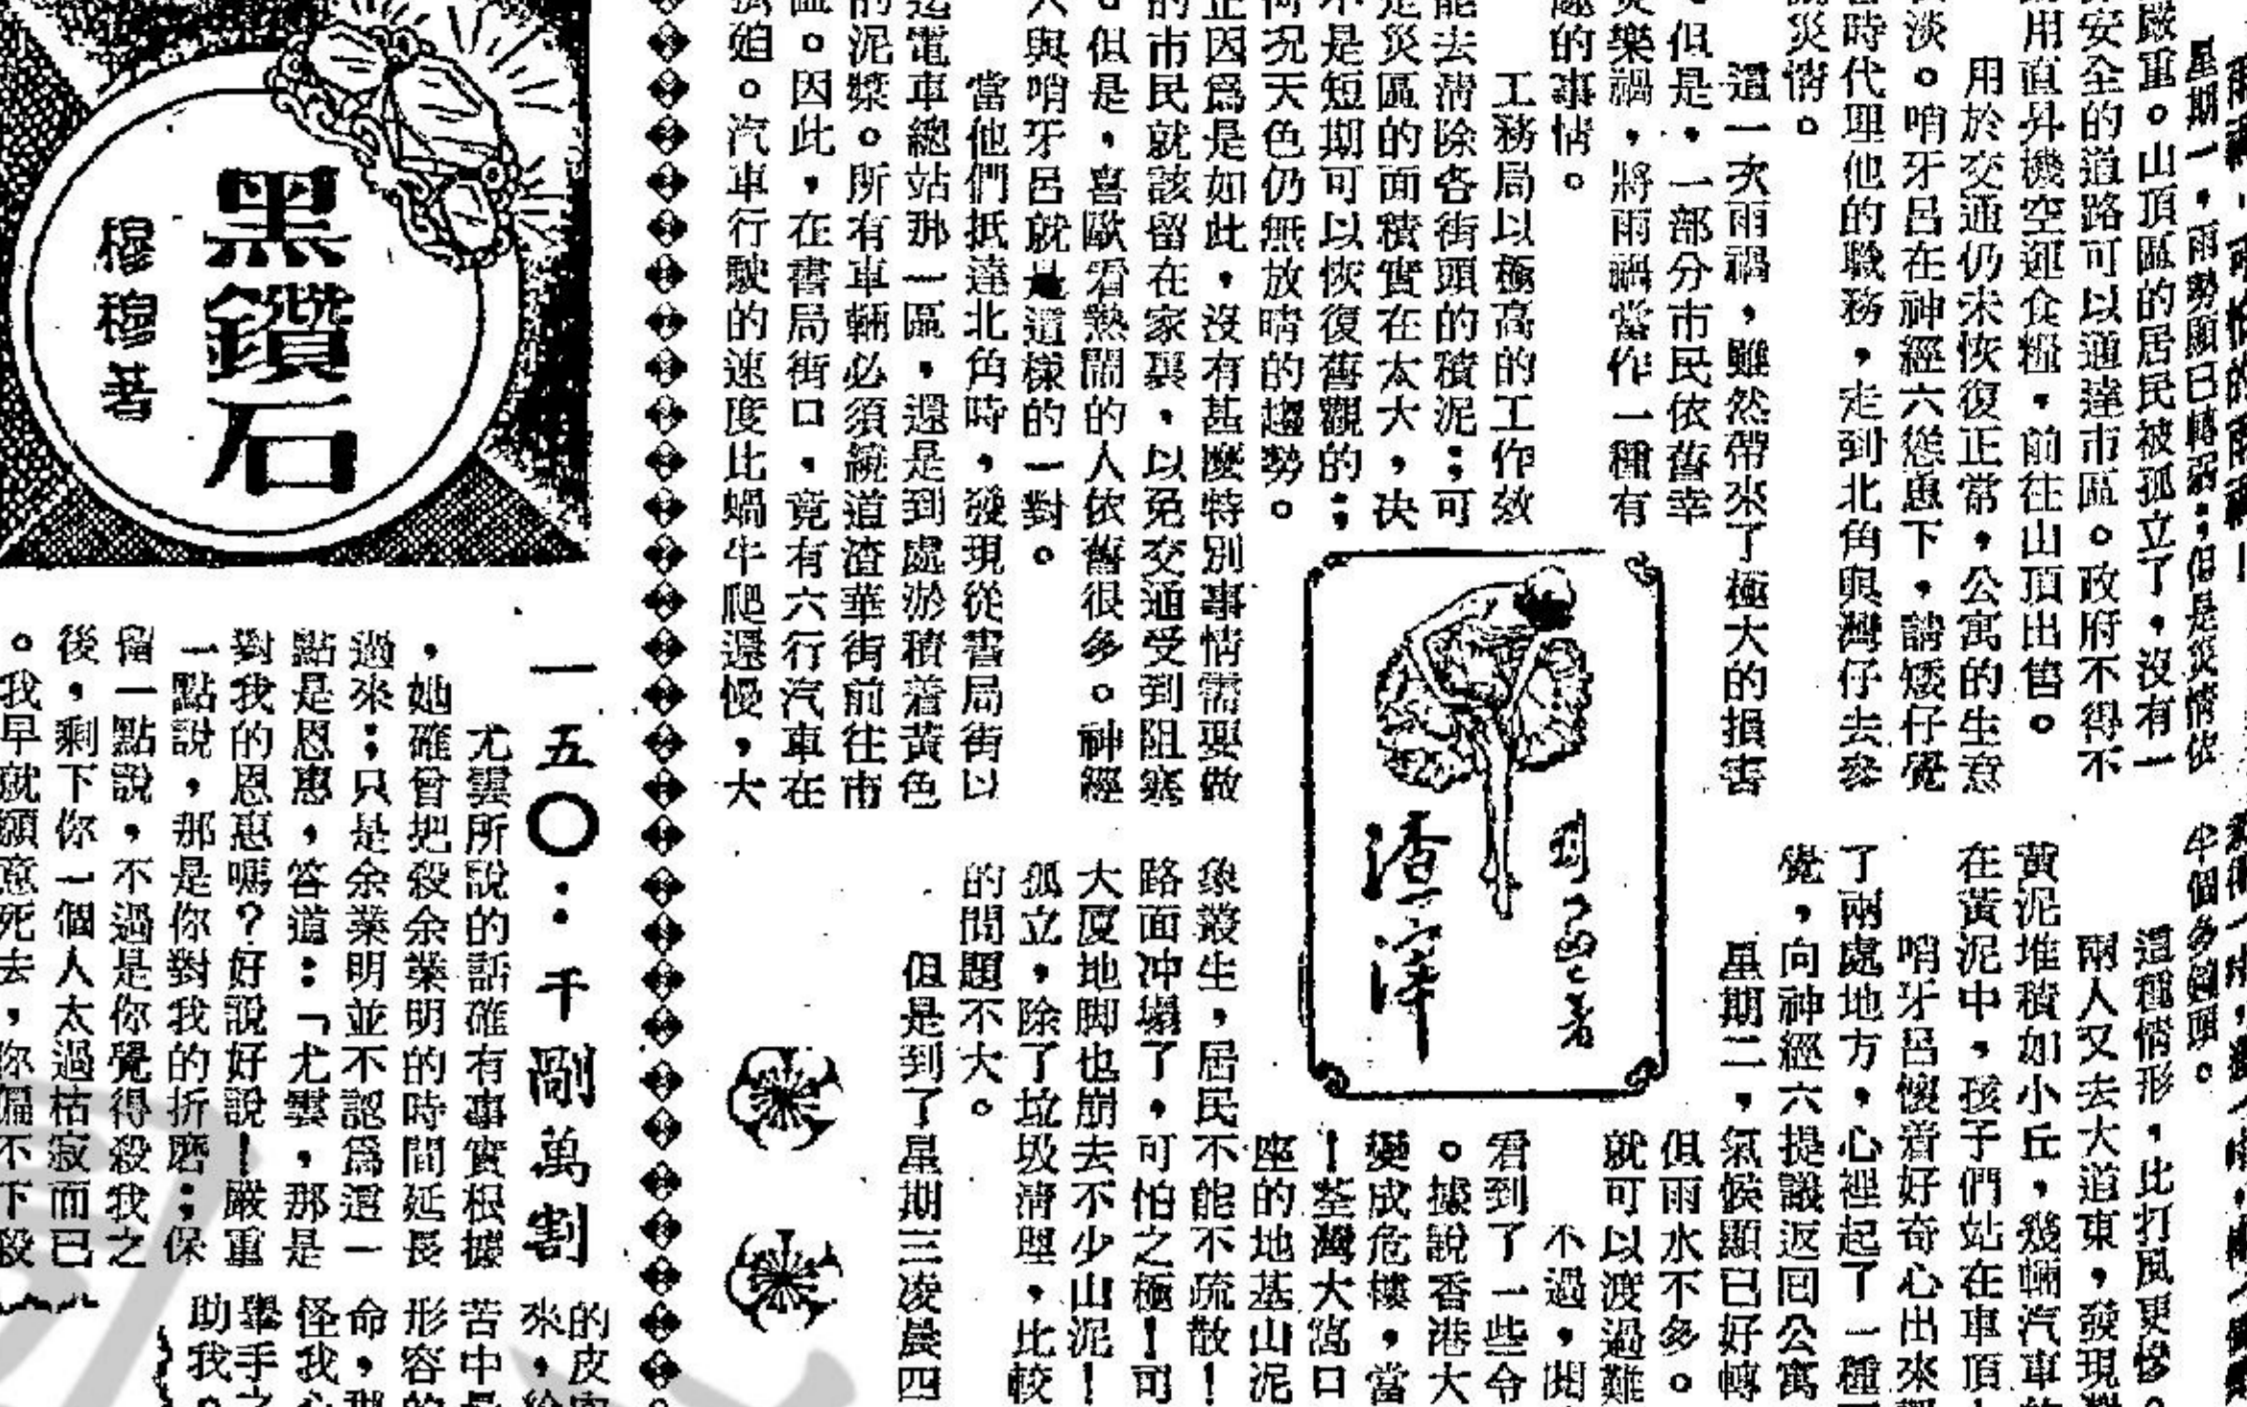 嚴重。山頂區的居民被孤立了，沒有一
安全的道路可以通達市區。政府不得不
用直昇機空運食糧，前往山頂出售。
用於交通仍未恢復正常，公寓的生意
淡。哨牙呂在神經六慫恿下，請矮仔覺
時代理他的職務，走到北角與灣仔去參
災情。
這一次雨禍，雖然帶來了極大的損害
。但是，一部分市民依舊幸
災樂禍，將雨禍當作一種有
趣的事情。
工務局以極高的工作效
能去清除各街頭的積泥；可
是災區的面積實在太大，决
不是短期可以恢復舊觀的；
何況天色仍無放晴的趨勢。
正因爲是如此，沒有甚麼特別事情需要做
的市民就該留在家裏，以免交通受到阻塞
。但是，喜歐看熱鬧的人依舊很多。神經
六與哨牙呂就是這樣的一對。
當他們抵達北角時，發現從書局街以
迄電車總站那一區，還是到處淤積着黃色
的泥漿。所有車輛必須繞道渣華街前往市
區。因此，在書局街口，竟有六行汽車在
。汽車行駛的速度比蝸牛爬還慢，大
這種情形，比打風更慘。
兩人又去大道東，發現
黃泥堆積如小丘，幾輛汽車
在黃泥中，孩子們站在車頂
哨牙呂懷着好奇心出來
了兩處地方，心裡起了一種
覺，向神經六提議返回公寓
星期二，氣候顯已好轉
但雨水不多。
就可以渡過難
不過，
看到了一些令
。據說香港大
變成危樓，當
！荃灣大窩口
座的地基山泥
象叢生，居民不能不疏散！
路面冲塌了，可怕之極！司
大厦地脚也崩去不少山泥！
孤立，除了垃圾清理，比較
的問題不大。
但是到了星期三凌晨四
渣滓
著
黑鑽石
穆穆著
一五〇：千剮萬割
尤雲所說的話確有事實根據
，她確曾把殺余業明的時間延長
過來；只是余業明並不認爲這一
點是恩惠，答道：「尤雲，那是
對我的恩惠嗎？好說好說！嚴重
一點說，那是你對我的折磨；保
留一點說，不過是你覺得殺我之
後，剩下你一個人太過枯寂而已
。我早就願意死去，你偏不下殺
的皮
來，
苦中
形容的
命，
怪我心
舉手之
助我。